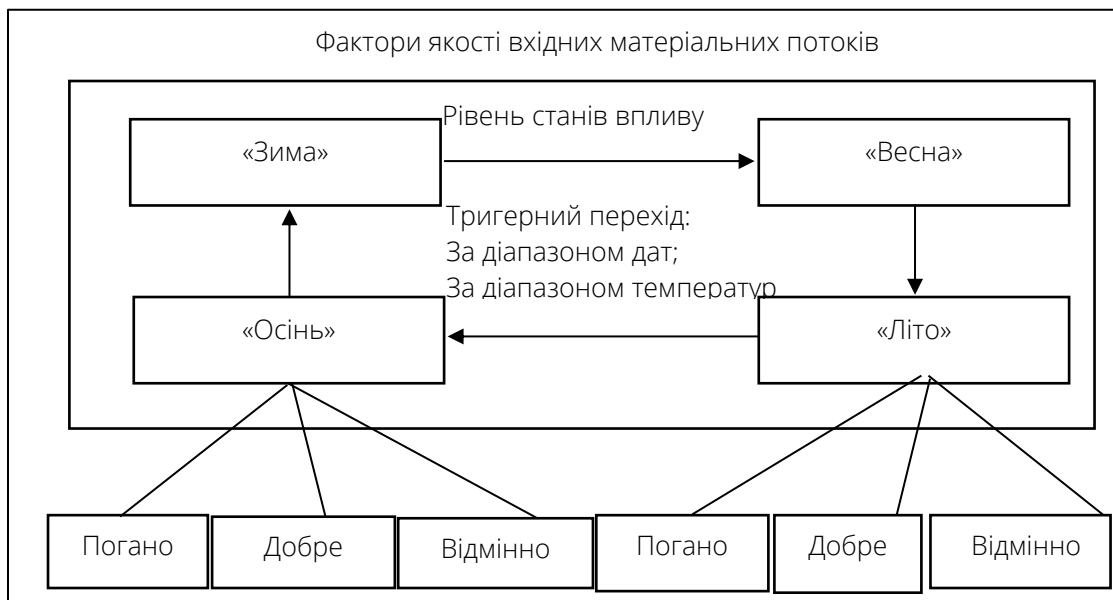 Фактори якості вхідних матеріальних потоків
Рівень станів впливу
«Зима»
«Весна»
Тригерний перехід:
За діапазоном дат;
За діапазоном температур
«Осінь»
«Літо»
Погано
Добре
Відмінно
Погано
Добре
Відмінно